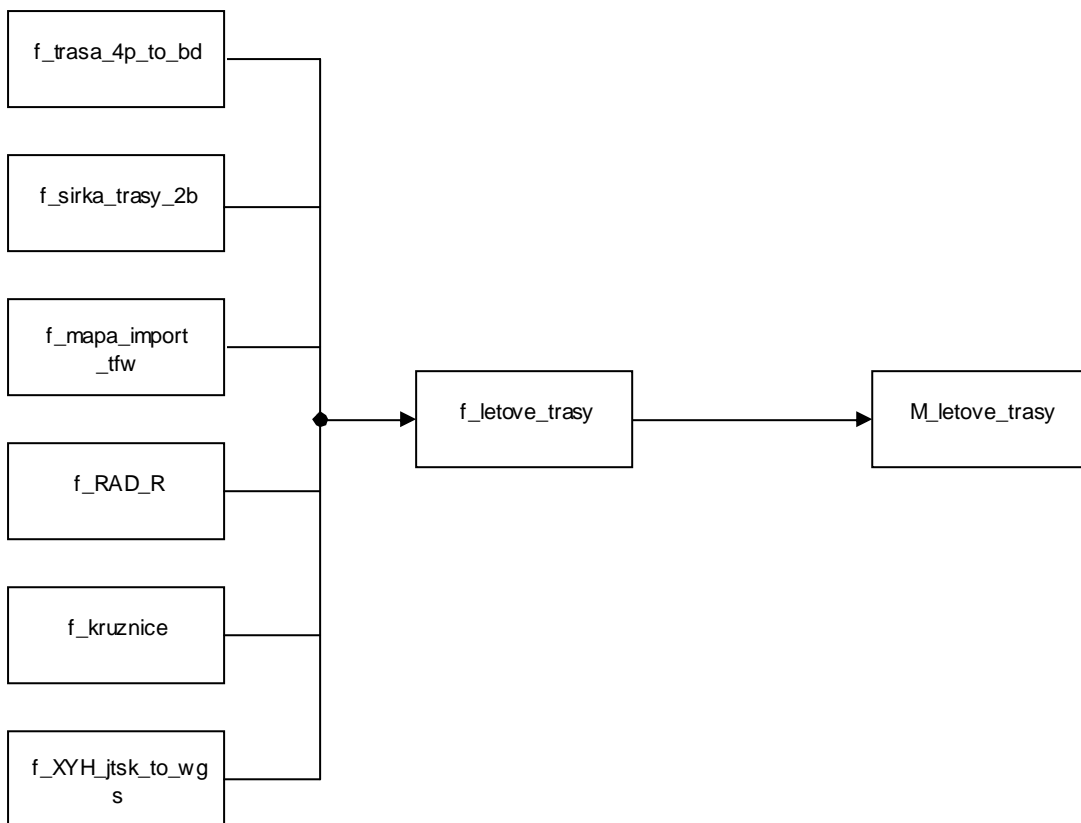 f_trasa_4p_to_bd
f_sirka_trasy_2b
f_mapa_import
_tfw
f_RAD_R
f_kruznice
f_XYH_jtsk_to_wg
s
f_letove_trasy
M_letove_trasy